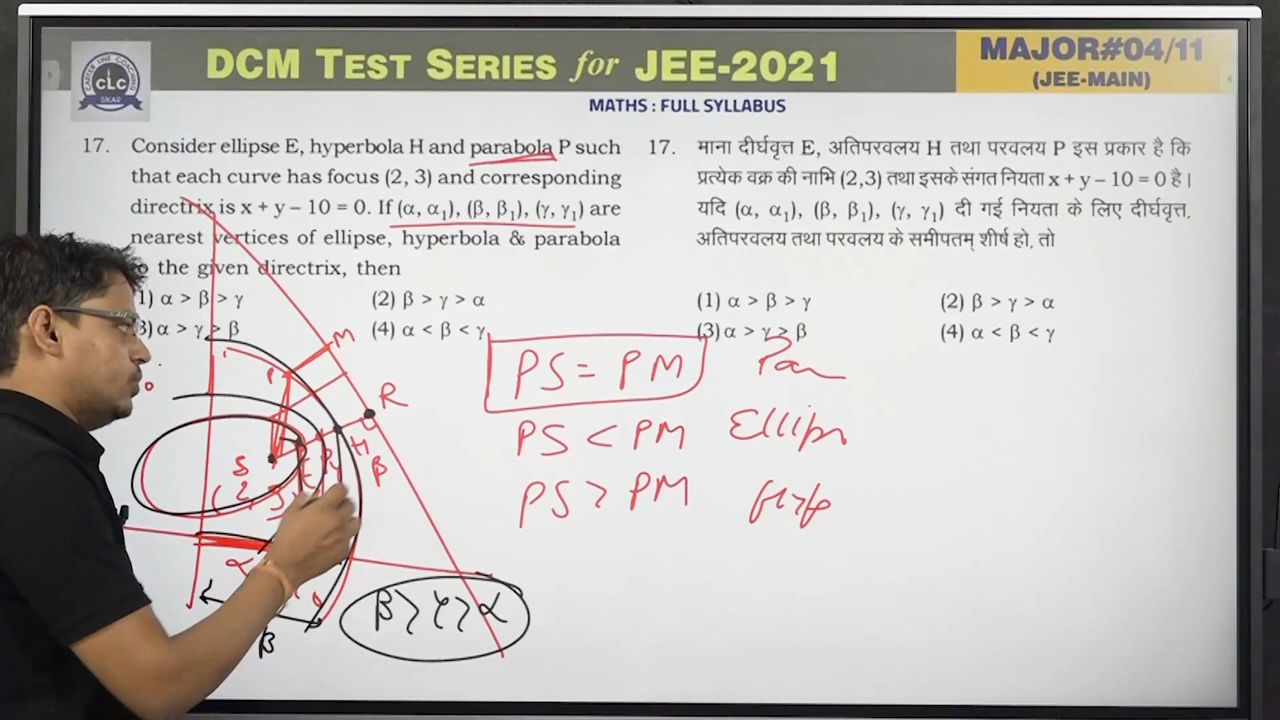 DCM TEST SERIES for JEE-2021
MAJOR#04/11
(JEE-MAIN)
CLC
SIKAR
MATHS : FULL SYLLABUS
17. Consider ellipse E, hyperbola H and parabola P such
that each curve has focus (2, 3) and corresponding
directrix is x + y – 10 = 0. If (α, α₁), (β, β₁), (γ, γ₁) are
nearest vertices of ellipse, hyperbola & parabola
the given directrix, then
1) α > β > γ
(2) β > γ > α
3) α > γ > β
(4) α < β < γ
17. माना दीर्घवृत्त E, अतिपरवलय H तथा परवलय P इस प्रकार है कि
प्रत्येक वक्र की नाभि (2,3) तथा इसके संगत नियता x + y – 10 = 0 है।
यदि (α, α₁), (β, β₁), (γ, γ₁) दी गई नियता के लिए दीर्घवृत्त,
अतिपरवलय तथा परवलय के समीपतम् शीर्ष हो, तो
(1) α > β > γ
(2) β > γ > α
(3) α > γ > β
(4) α < β < γ
PS = PM
PS < PM
PS > PM
M
R
H
β
S
α
β
β > γ > α